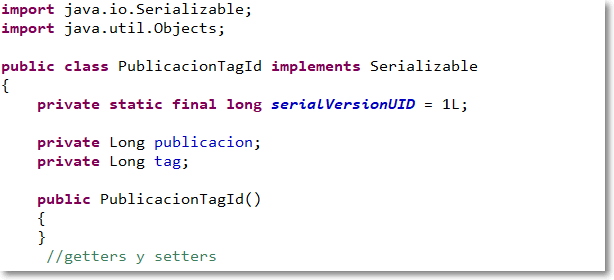 import java.io.Serializable;
import java.util.Objects;

public class PublicacionTagId implements Serializable
{
    private static final long serialVersionUID = 1L;

    private Long publicacion;
    private Long tag;

    public PublicacionTagId()
    {
    }
     //getters y setters